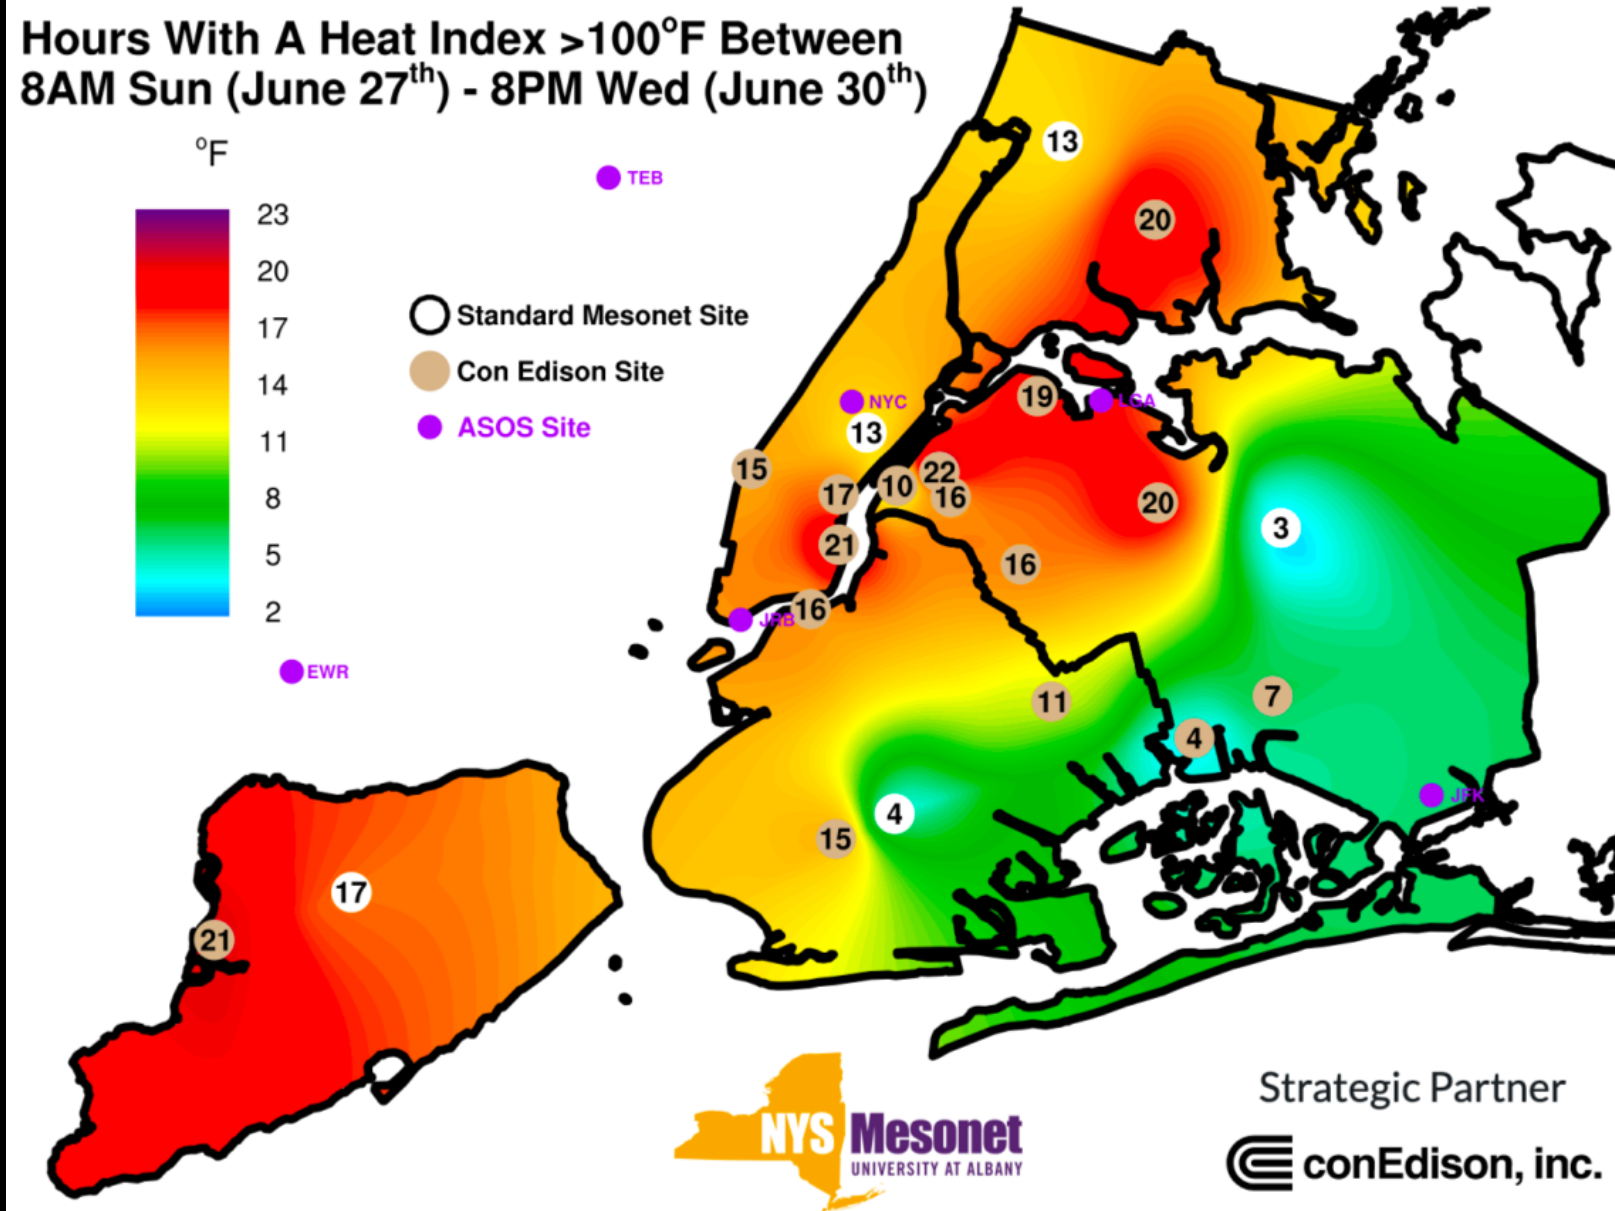 Hours With A Heat Index >100°F Between
8AM Sun (June 27th) - 8PM Wed (June 30th)
°F
23
20
17
14
11
8
5
2
Standard Mesonet Site
Con Edison Site
ASOS Site
TEB
EWR
13
20
NYC
13
19
LGA
15
17
10
22
16
20
3
21
16
16
JRB
11
7
4
JFK
4
15
17
21
NYS Mesonet
UNIVERSITY AT ALBANY
Strategic Partner
conEdison, inc.